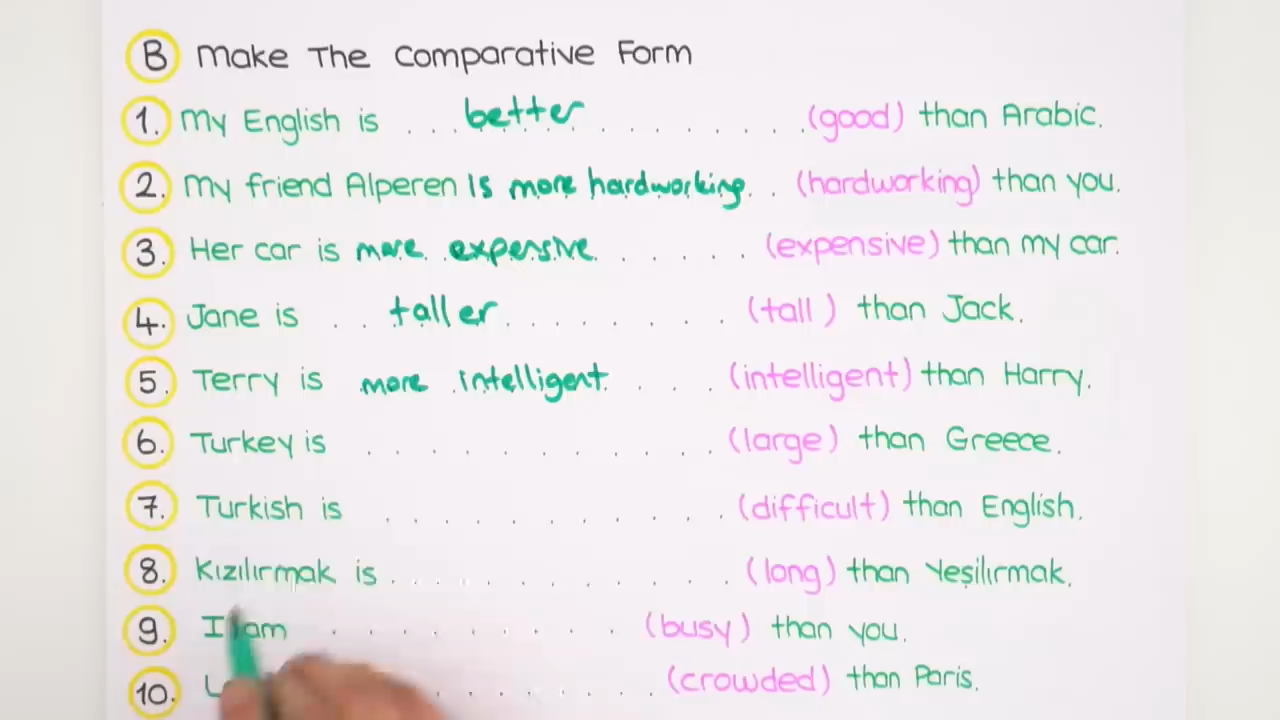 B Make The Comparative Form
1. My English is ... better ......... (good) than Arabic.
2. My friend Alperen is more hardworking. . (hardworking) than you.
3. Her car is more expensive ...... (expensive) than my car.
4. Jane is .. taller ........ (tall) than Jack.
5. Terry is more intelligent .... (intelligent) than Harry.
6. Turkey is ............ (large) than Greece.
7. Turkish is ........... (difficult) than English.
8. Kızılırmak is ........... (long) than Yeşilırmak.
9. I am .......... (busy) than you.
10. ........ (crowded) than Paris.